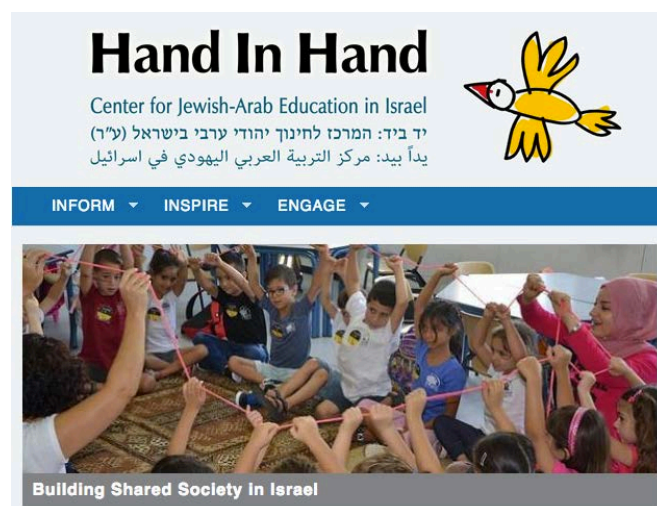 Hand In Hand
Center for Jewish-Arab Education in Israel
יד ביד: המרכז לחינוך יהודי ערבי בישראל (ע"ר)
يداً بيد: مركز التربية العربي اليهودي في اسرائيل
INFORM INSPIRE ENGAGE
Building Shared Society in Israel